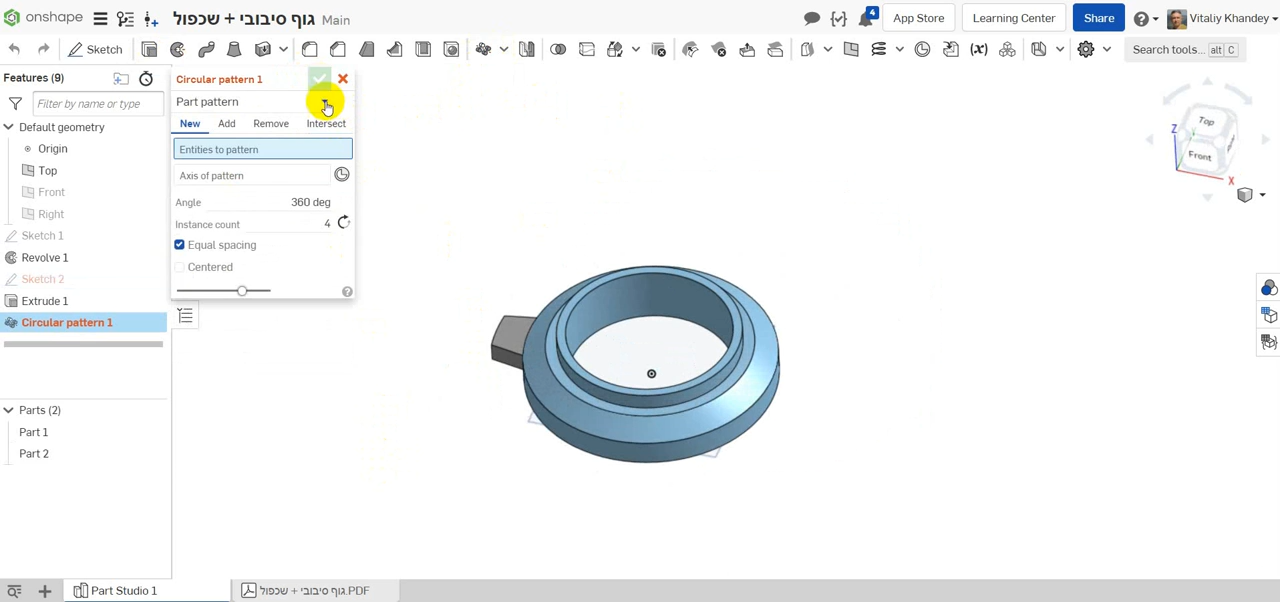 onshape גוף סיבובי + שכפול Main 4 App Store Learning Center Share Vitaliy Khandey
Sketch Search tools... alt C
Features (9)
Filter by name or type
Default geometry
Origin
Top
Front
Right
Sketch 1
Revolve 1
Sketch 2
Extrude 1
Circular pattern 1
Parts (2)
Part 1
Part 2
Circular pattern 1
Part pattern
New Add Remove Intersect
Entities to pattern
Axis of pattern
Angle 360 deg
Instance count 4
Equal spacing
Centered
Top
Front
Z
X
Part Studio 1 גוף סיבובי + שכפול.PDF